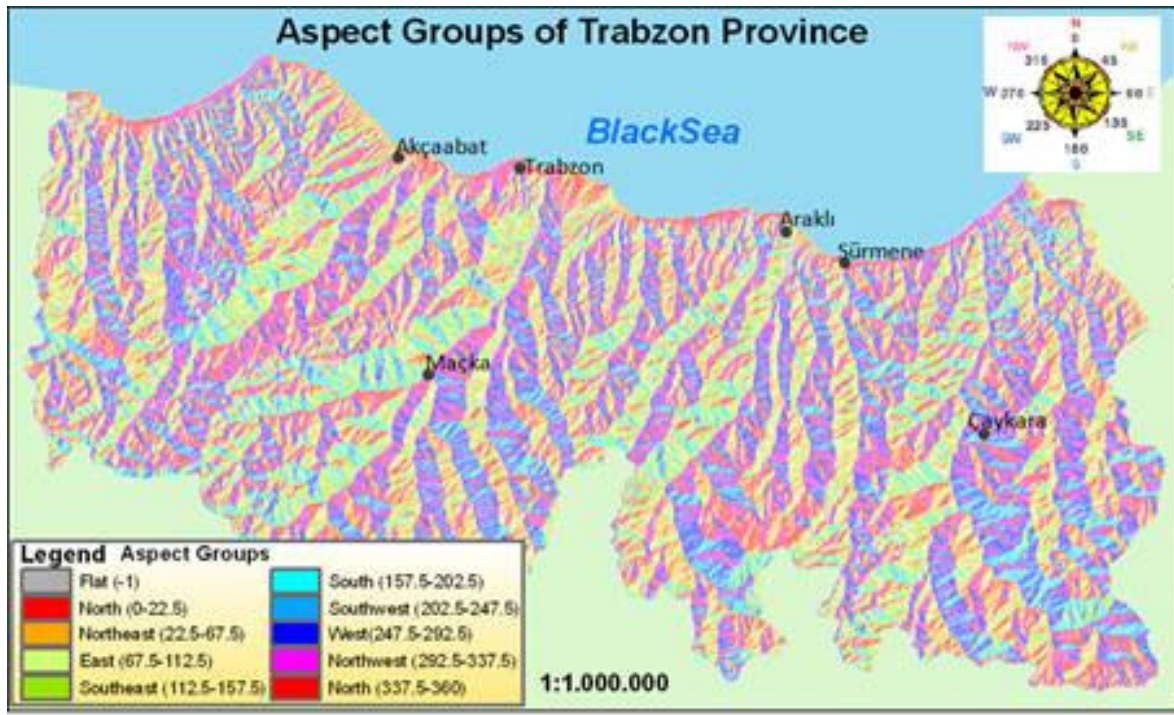 Aspect Groups of Trabzon Province
N
0
NW
NE
315
45
W 270
90 E
225
135
SW
SE
180
S
BlackSea
Akçaabat
Trabzon
Araklı
Sürmene
Maçka
Çaykara
Legend Aspect Groups
Flat (-1)
North (0-22.5)
Northeast (22.5-67.5)
East (67.5-112.5)
Southeast (112.5-157.5)
South (157.5-202.5)
Southwest (202.5-247.5)
West(247.5-292.5)
Northwest (292.5-337.5)
North (337.5-360)
1:1.000.000